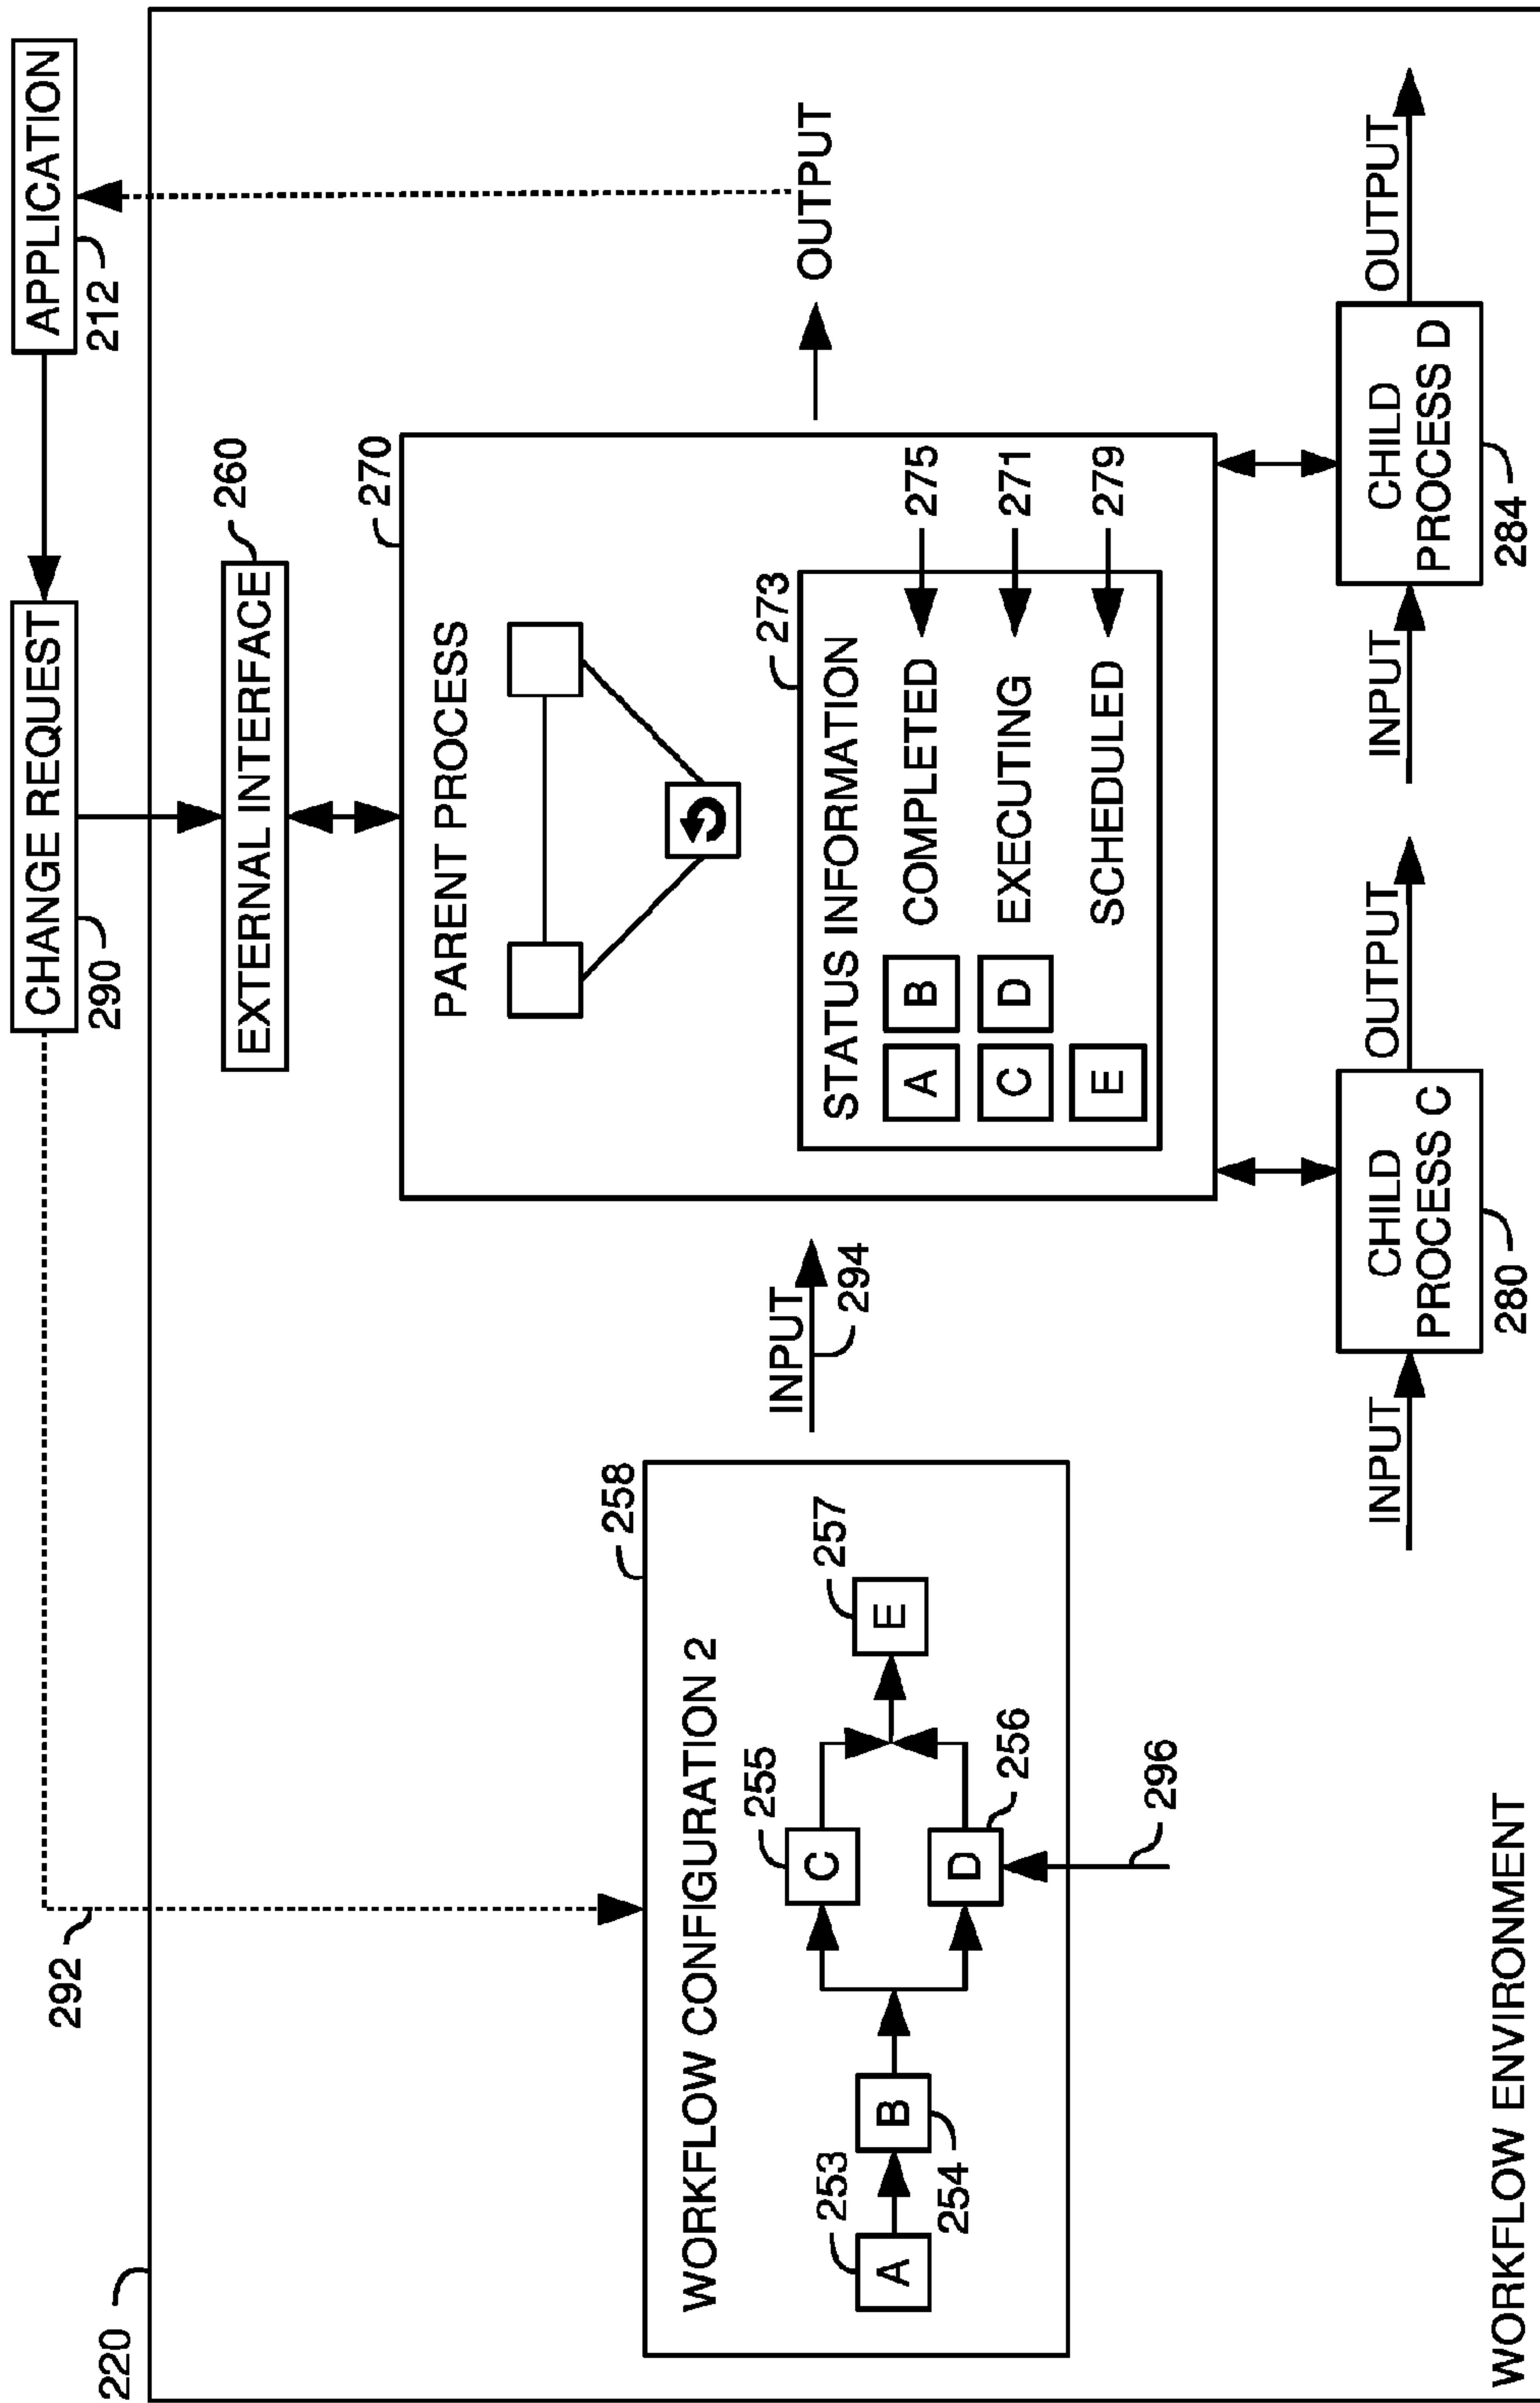 CHANGE REQUEST
APPLICATION
292
290
212
220
EXTERNAL INTERFACE
260
258
WORKFLOW CONFIGURATION 2
253
A
B
254
255
C
D
256
257
E
296
INPUT
294
270
PARENT PROCESS
273
STATUS INFORMATION
A B COMPLETED 275
C D EXECUTING 271
E SCHEDULED 279
OUTPUT
INPUT
CHILD
PROCESS C
280
OUTPUT
INPUT
CHILD
PROCESS D
284
OUTPUT
WORKFLOW ENVIRONMENT